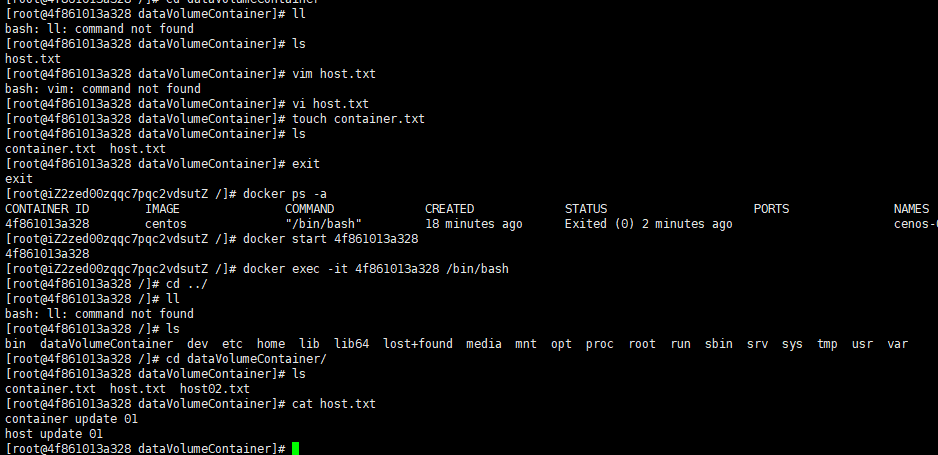 [root@4f861013a328 /]# cd dataVolumeContainer
[root@4f861013a328 dataVolumeContainer]# ll
bash: ll: command not found
[root@4f861013a328 dataVolumeContainer]# ls
host.txt
[root@4f861013a328 dataVolumeContainer]# vim host.txt
bash: vim: command not found
[root@4f861013a328 dataVolumeContainer]# vi host.txt
[root@4f861013a328 dataVolumeContainer]# touch container.txt
[root@4f861013a328 dataVolumeContainer]# ls
container.txt  host.txt
[root@4f861013a328 dataVolumeContainer]# exit
exit
[root@iZ2zed00zqqc7pqc2vdsutZ /]# docker ps -a
CONTAINER ID        IMAGE               COMMAND             CREATED             STATUS                     PORTS               NAMES
4f861013a328        centos              "/bin/bash"         18 minutes ago      Exited (0) 2 minutes ago                       cenos-
[root@iZ2zed00zqqc7pqc2vdsutZ /]# docker start 4f861013a328
4f861013a328
[root@iZ2zed00zqqc7pqc2vdsutZ /]# docker exec -it 4f861013a328 /bin/bash
[root@4f861013a328 /]# cd ../
[root@4f861013a328 /]# ll
bash: ll: command not found
[root@4f861013a328 /]# ls
bin  dataVolumeContainer  dev  etc  home  lib  lib64  lost+found  media  mnt  opt  proc  root  run  sbin  srv  sys  tmp  usr  var
[root@4f861013a328 /]# cd dataVolumeContainer/
[root@4f861013a328 dataVolumeContainer]# ls
container.txt  host.txt  host02.txt
[root@4f861013a328 dataVolumeContainer]# cat host.txt
container update 01
host update 01
[root@4f861013a328 dataVolumeContainer]#